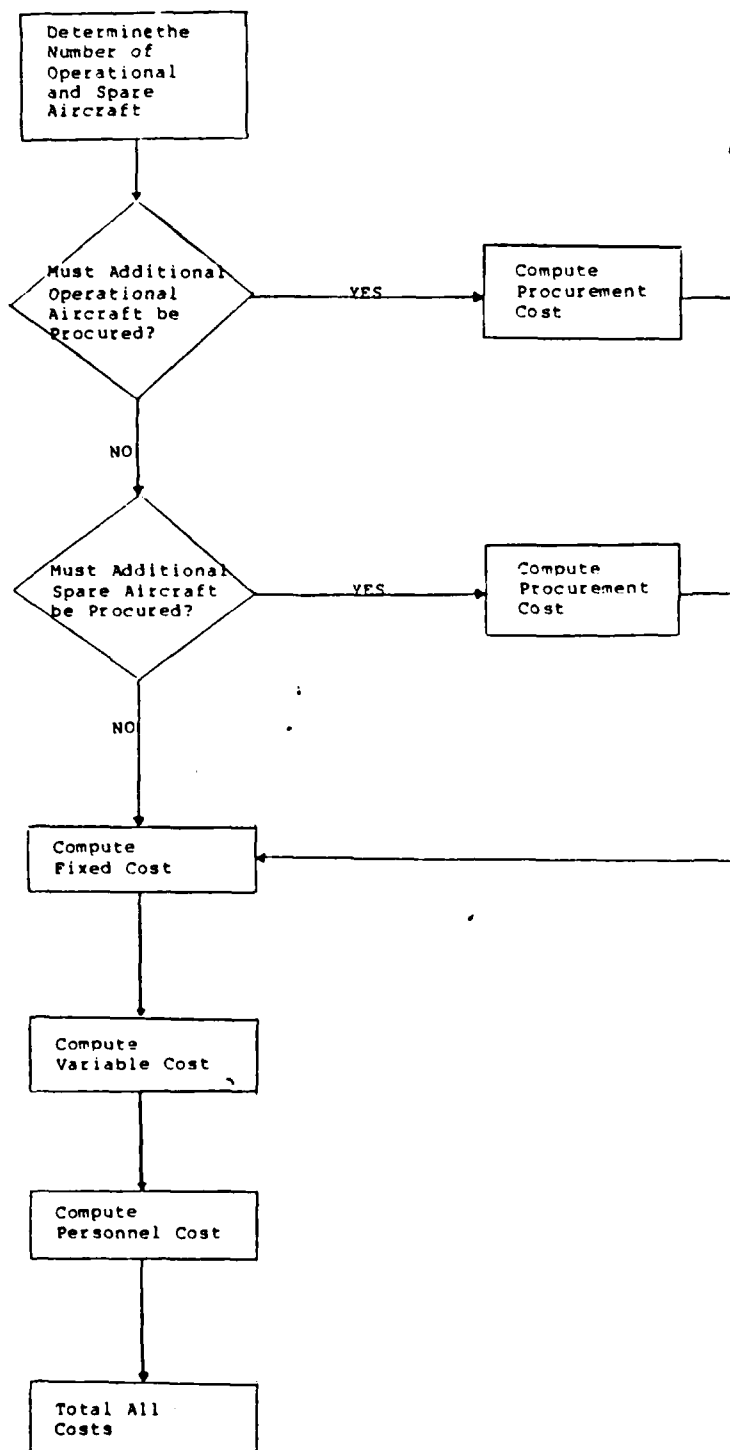 Determinethe
Number of
Operational
and Spare
Aircraft
Must Additional
Operational
Aircraft be
Procured?
YES
Compute
Procurement
Cost
NO
Must Additional
Spare Aircraft
be Procured?
YES
Compute
Procurement
Cost
NO
Compute
Fixed Cost
Compute
Variable Cost
Compute
Personnel Cost
Total All
Costs